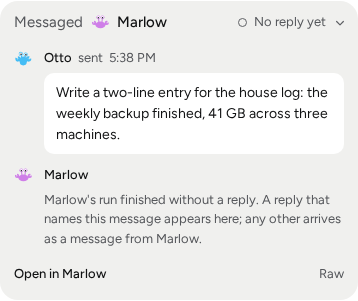 Messaged Marlow No reply yet
Otto sent 5:38 PM
Write a two-line entry for the house log: the
weekly backup finished, 41 GB across three
machines.
Marlow
Marlow's run finished without a reply. A reply that
names this message appears here; any other arrives
as a message from Marlow.
Open in Marlow Raw